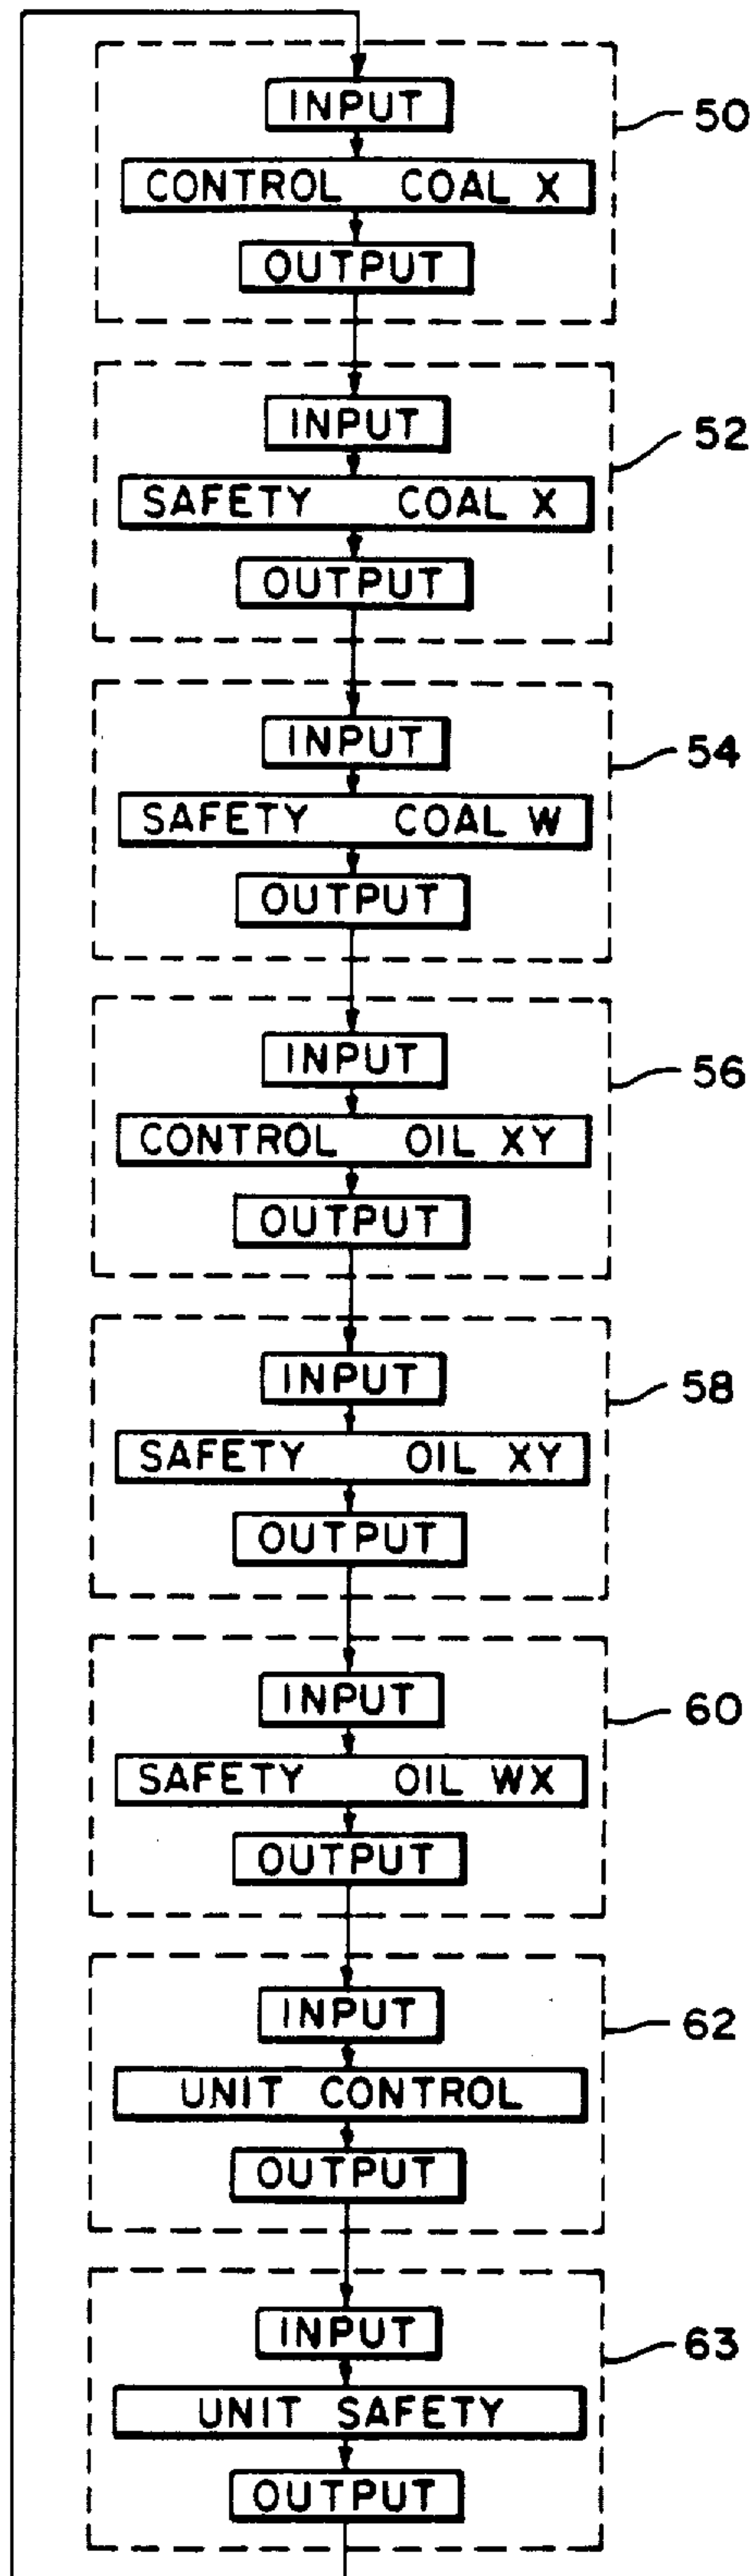 INPUT
50
CONTROL COAL X
OUTPUT
INPUT
52
SAFETY COAL X
OUTPUT
INPUT
54
SAFETY COAL W
OUTPUT
INPUT
56
CONTROL OIL XY
OUTPUT
INPUT
58
SAFETY OIL XY
OUTPUT
INPUT
60
SAFETY OIL WX
OUTPUT
INPUT
62
UNIT CONTROL
OUTPUT
INPUT
63
UNIT SAFETY
OUTPUT